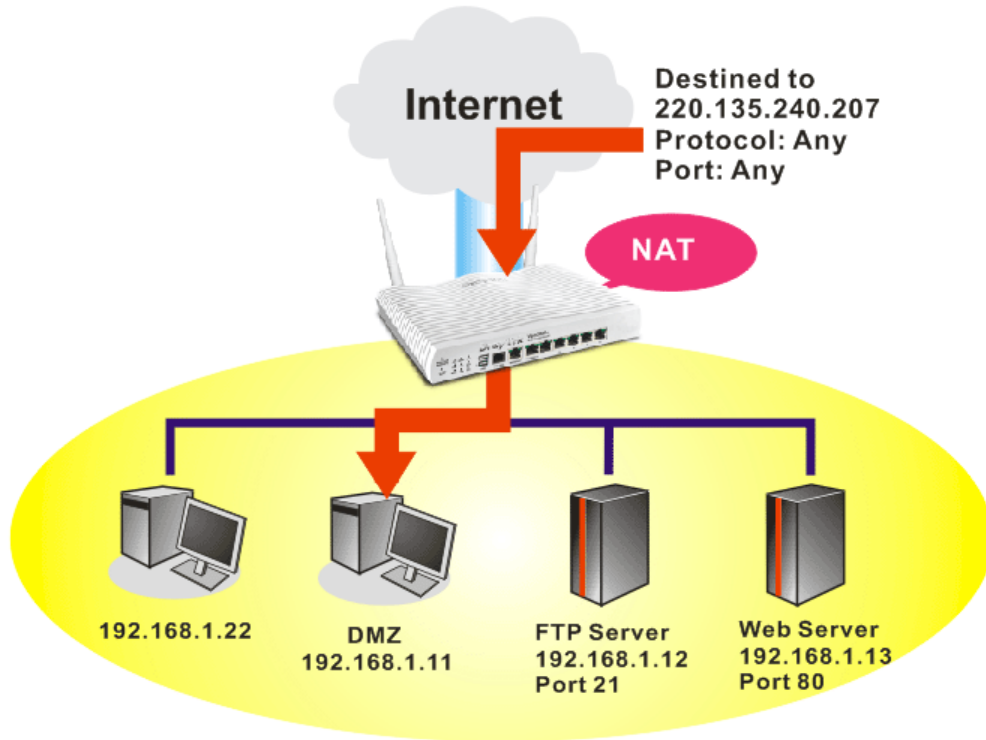 Internet
Destined to
220.135.240.207
Protocol: Any
Port: Any
NAT
192.168.1.22
DMZ
192.168.1.11
FTP Server
192.168.1.12
Port 21
Web Server
192.168.1.13
Port 80